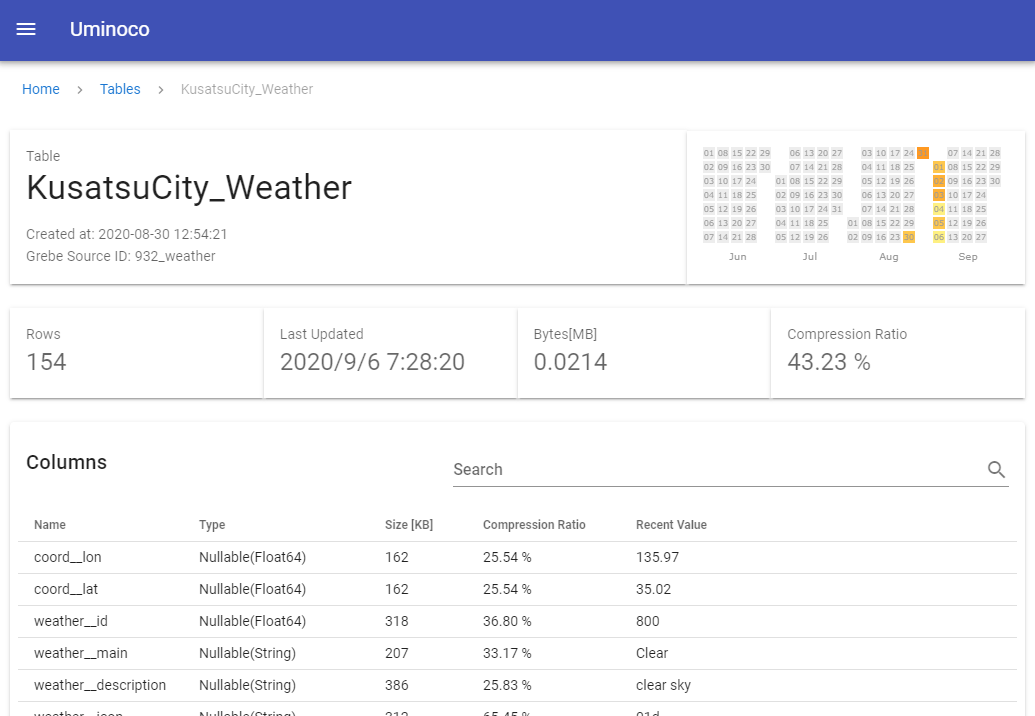 Uminoco
Home > Tables > KusatsuCity_Weather
Table
KusatsuCity_Weather
Created at: 2020-08-30 12:54:21
Grebe Source ID: 932_weather
01 08 15 22 29 06 13 20 27 03 10 17 24 31 07 14 21 28
02 09 16 23 30 07 14 21 28 04 11 18 25 01 08 15 22 29
03 10 17 24 01 08 15 22 29 05 12 19 26 02 09 16 23 30
04 11 18 25 02 09 16 23 30 06 13 20 27 03 10 17 24
05 12 19 26 03 10 17 24 31 07 14 21 28 04 11 18 25
06 13 20 27 04 11 18 25 01 08 15 22 29 05 12 19 26
07 14 21 28 05 12 19 26 02 09 16 23 30 06 13 20 27
Jun Jul Aug Sep
Rows
154
Last Updated
2020/9/6 7:28:20
Bytes[MB]
0.0214
Compression Ratio
43.23 %
Columns
Search
Name Type Size [KB] Compression Ratio Recent Value
coord__lon Nullable(Float64) 162 25.54 % 135.97
coord__lat Nullable(Float64) 162 25.54 % 35.02
weather__id Nullable(Float64) 318 36.80 % 800
weather__main Nullable(String) 207 33.17 % Clear
weather__description Nullable(String) 386 25.83 % clear sky
weather__icon Nullable(String) 312 65.45 % 01d